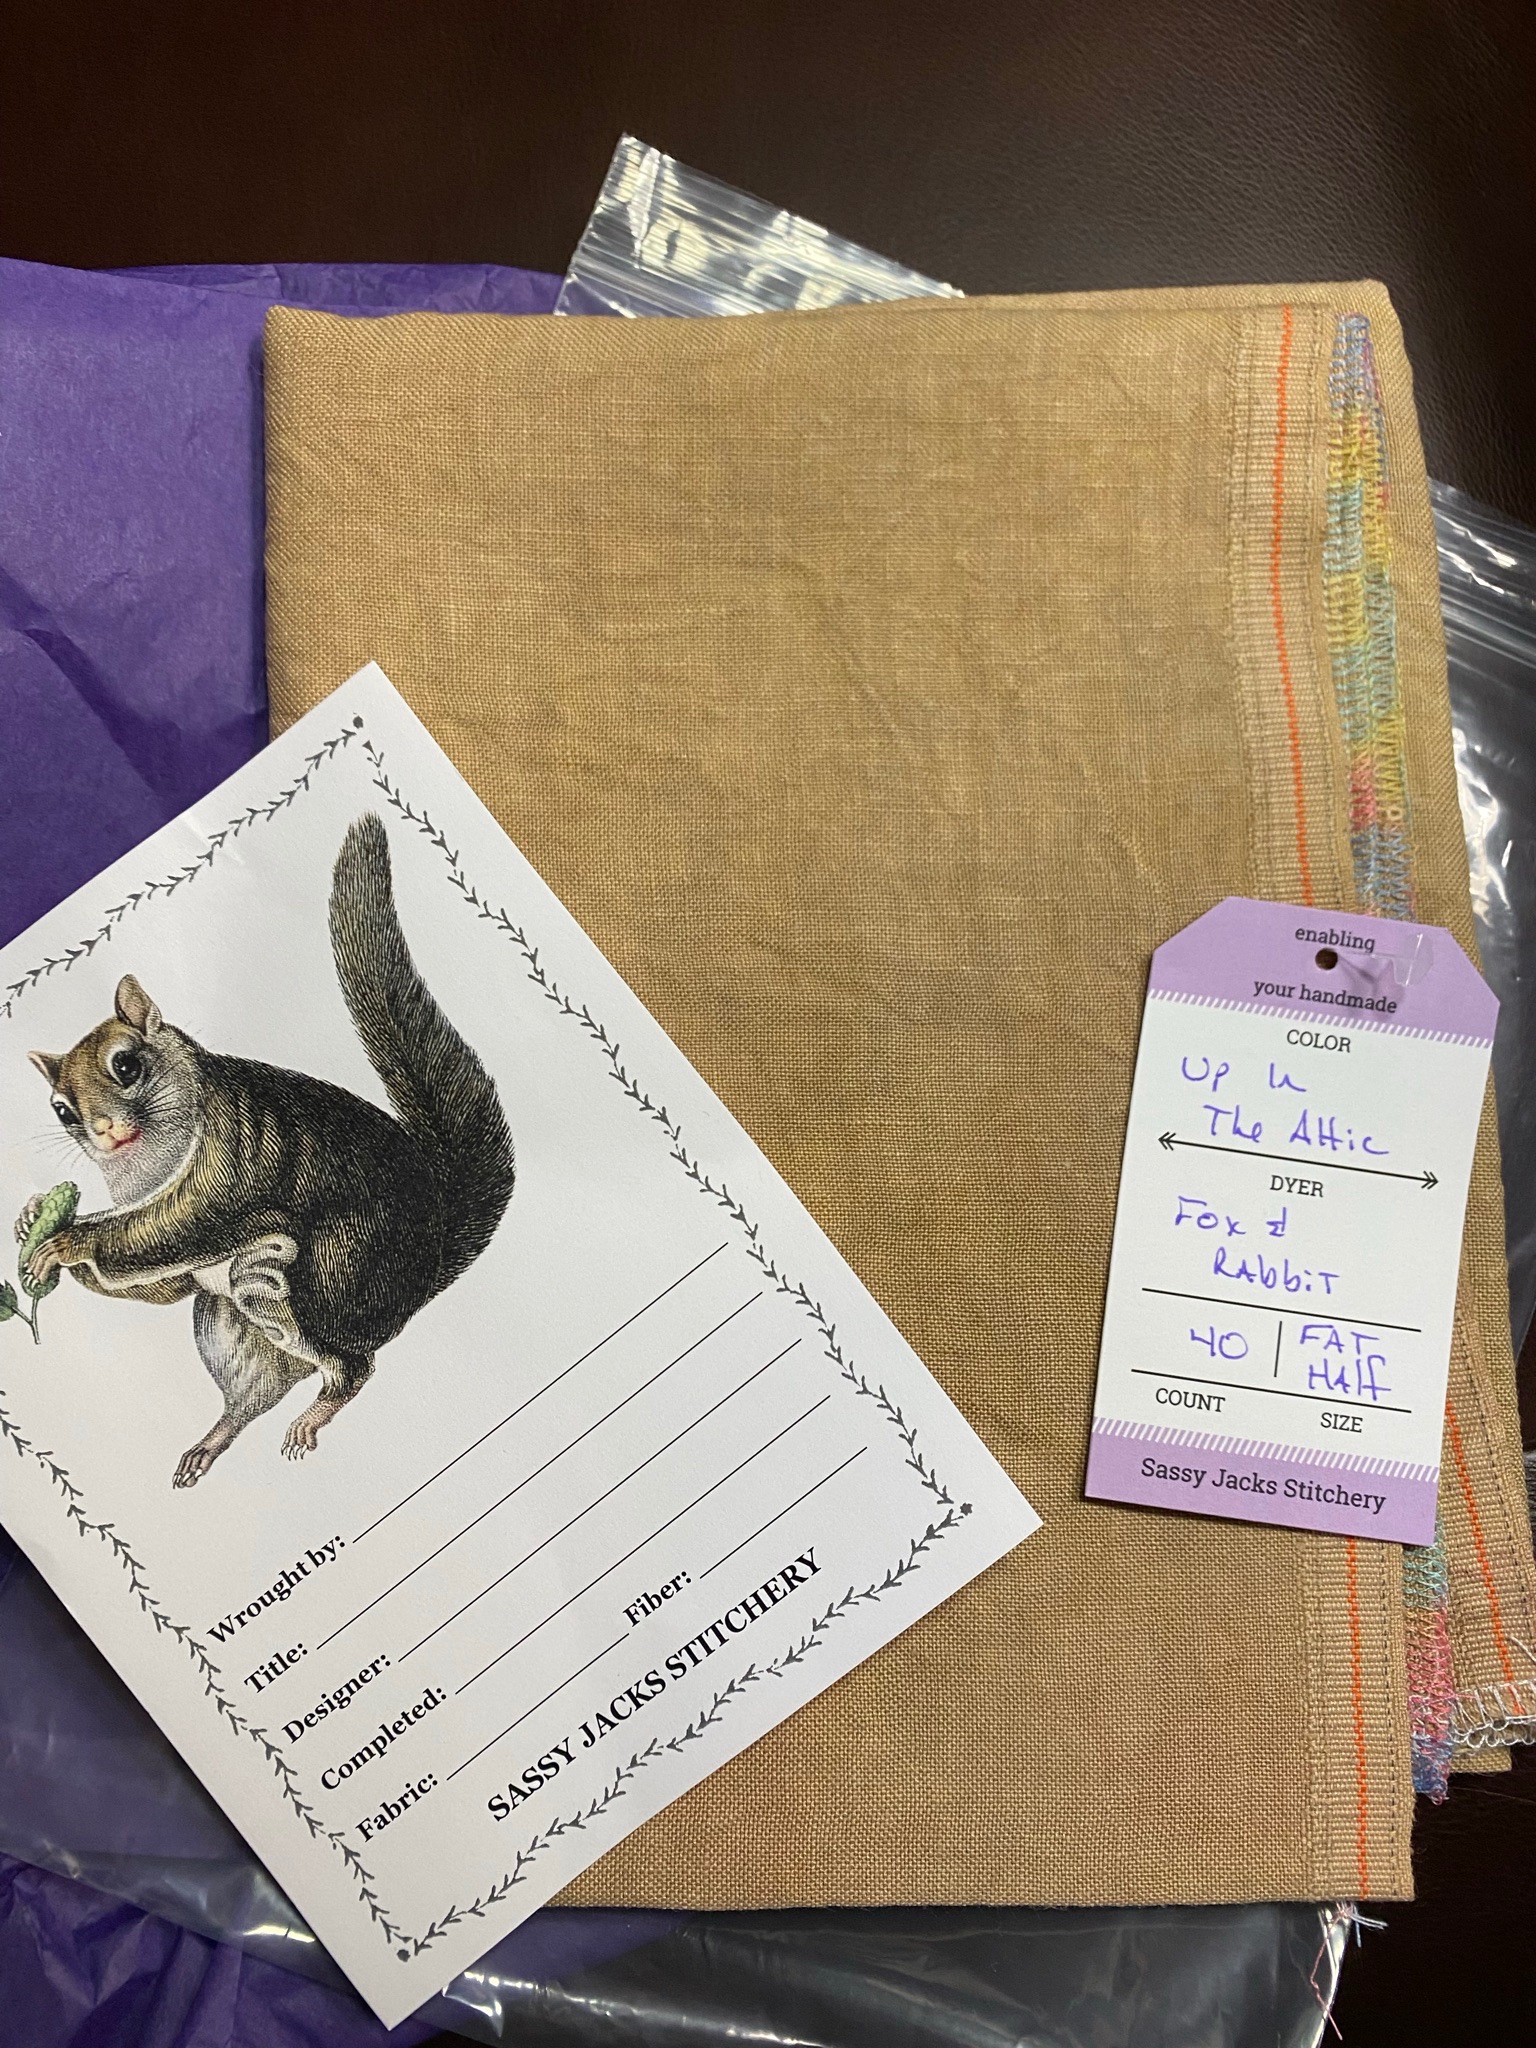 enabling
your handmade
COLOR
Up In
The Attic
DYER
Fox &
Rabbit
40 | FAT
HAlf
COUNT SIZE
Sassy Jacks Stitchery
Wrought by:
Title:
Designer:
Completed: Fiber:
Fabric:
SASSY JACKS STITCHERY